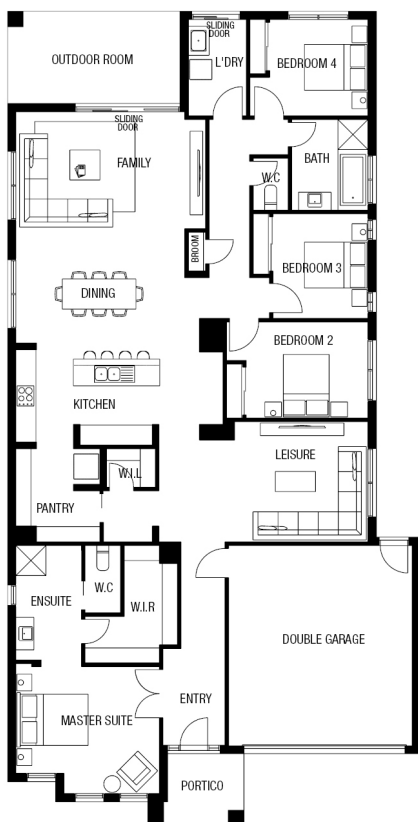 OUTDOOR ROOM
SLIDING
DOOR
L'DRY
BEDROOM 4
SLIDING
DOOR
FAMILY
BATH
W.C
BROOM
BEDROOM 3
DINING
BEDROOM 2
KITCHEN
LEISURE
W.I.L
PANTRY
W.C
ENSUITE
W.I.R
DOUBLE GARAGE
ENTRY
MASTER SUITE
PORTICO